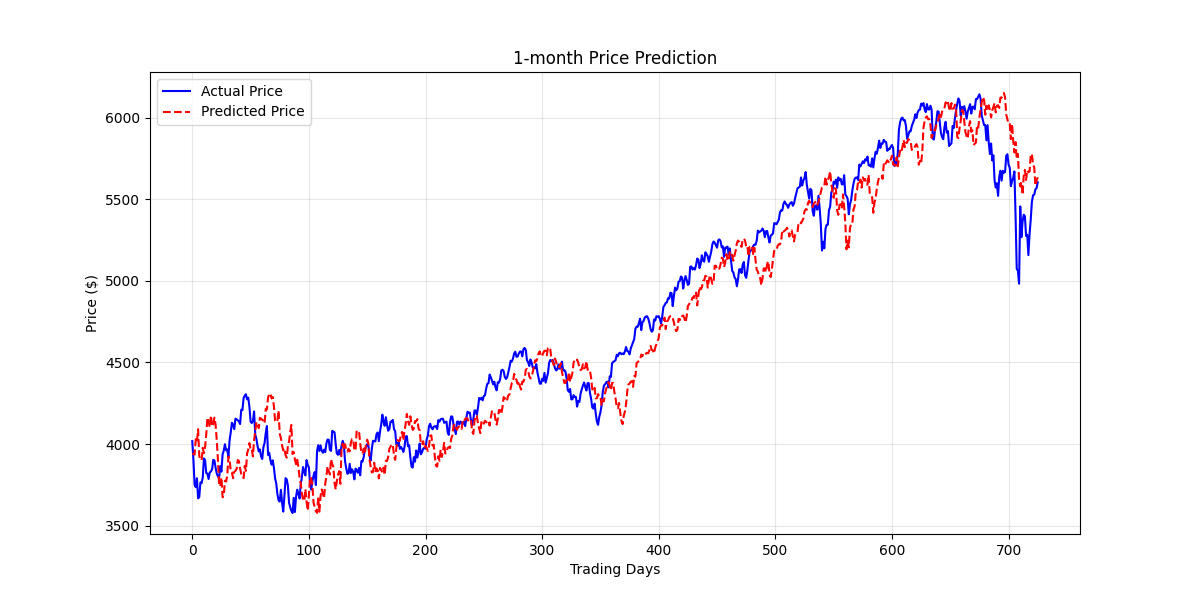 1-month Price Prediction
Actual Price
Predicted Price
6000
5500
5000
4500
4000
3500
Price ($)
0 100 200 300 400 500 600 700
Trading Days